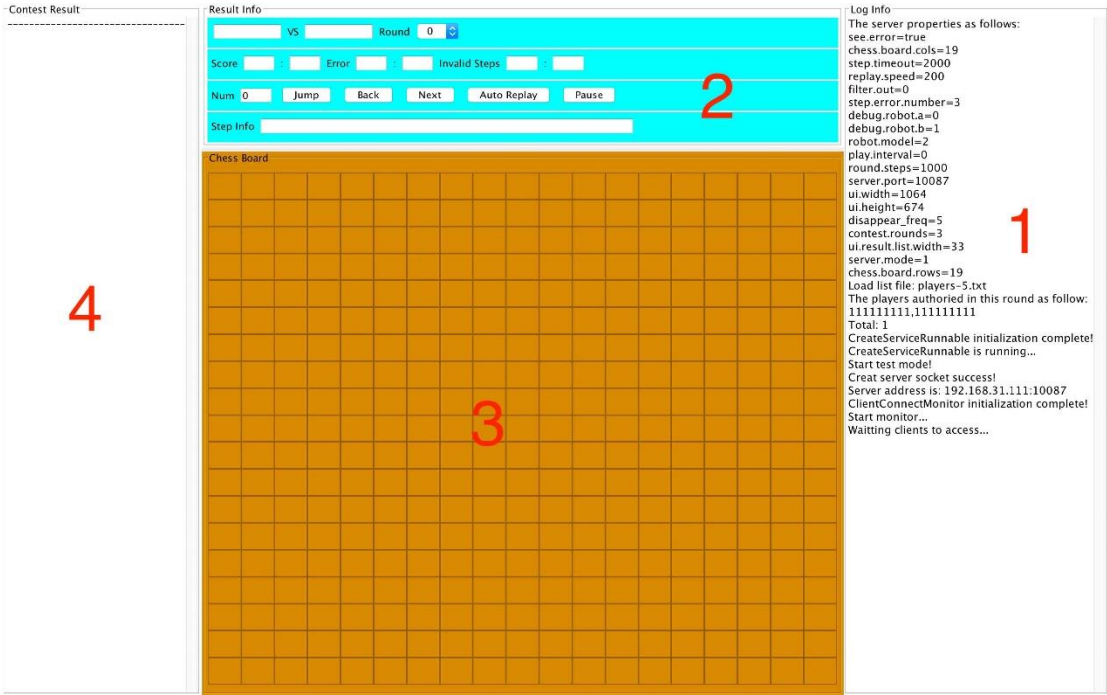 Contest Result
----------------------------------
4
Result Info
VS Round 0
Score : Error : Invalid Steps :
Num 0 Jump Back Next Auto Replay Pause
2
Step Info
Chess Board
3
Log Info
The server properties as follows:
see.error=true
chess.board.cols=19
step.timeout=2000
replay.speed=200
filter.out=0
step.error.number=3
debug.robot.a=0
debug.robot.b=1
robot.model=2
play.interval=0
round.steps=1000
server.port=10087
ui.width=1064
ui.height=674
disappear_freq=5
contest.rounds=3
ui.result.list.width=33
server.mode=1
chess.board.rows=19
Load list file: players-5.txt
The players authoried in this round as follow:
111111111,111111111
Total: 1
CreateServiceRunnable initialization complete!
CreateServiceRunnable is running...
Start test mode!
Creat server socket success!
Server address is: 192.168.31.111:10087
ClientConnectMonitor initialization complete!
Start monitor...
Waitting clients to access...
1